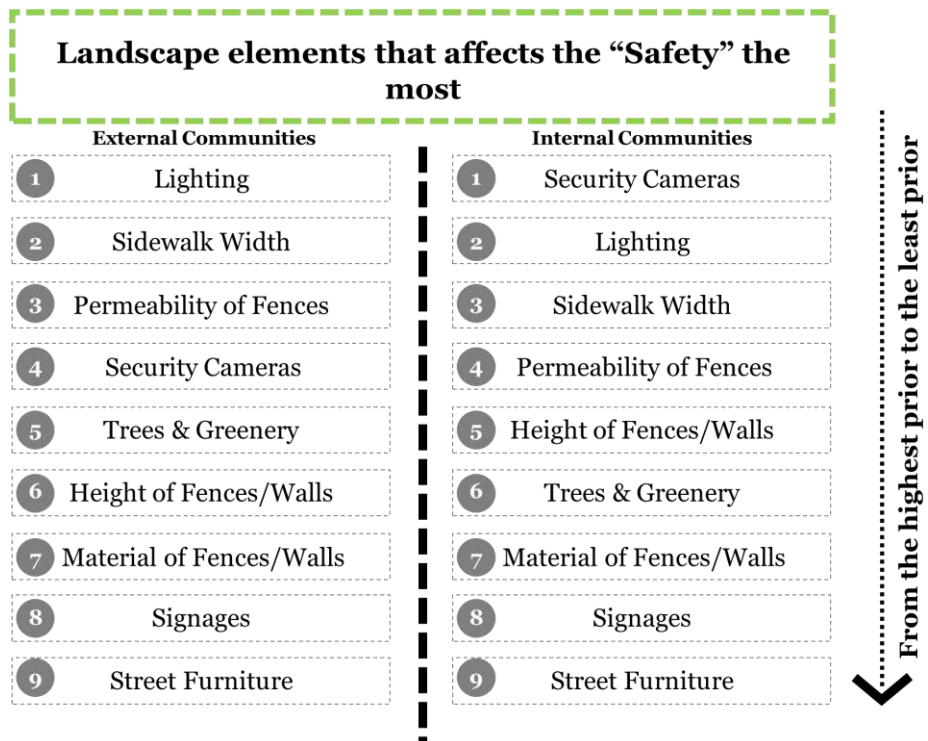 Landscape elements that affects the “Safety” the
most
External Communities
1 Lighting
2 Sidewalk Width
3 Permeability of Fences
4 Security Cameras
5 Trees & Greenery
6 Height of Fences/Walls
7 Material of Fences/Walls
8 Signages
9 Street Furniture
Internal Communities
1 Security Cameras
2 Lighting
3 Sidewalk Width
4 Permeability of Fences
5 Height of Fences/Walls
6 Trees & Greenery
7 Material of Fences/Walls
8 Signages
9 Street Furniture
From the highest prior to the least prior